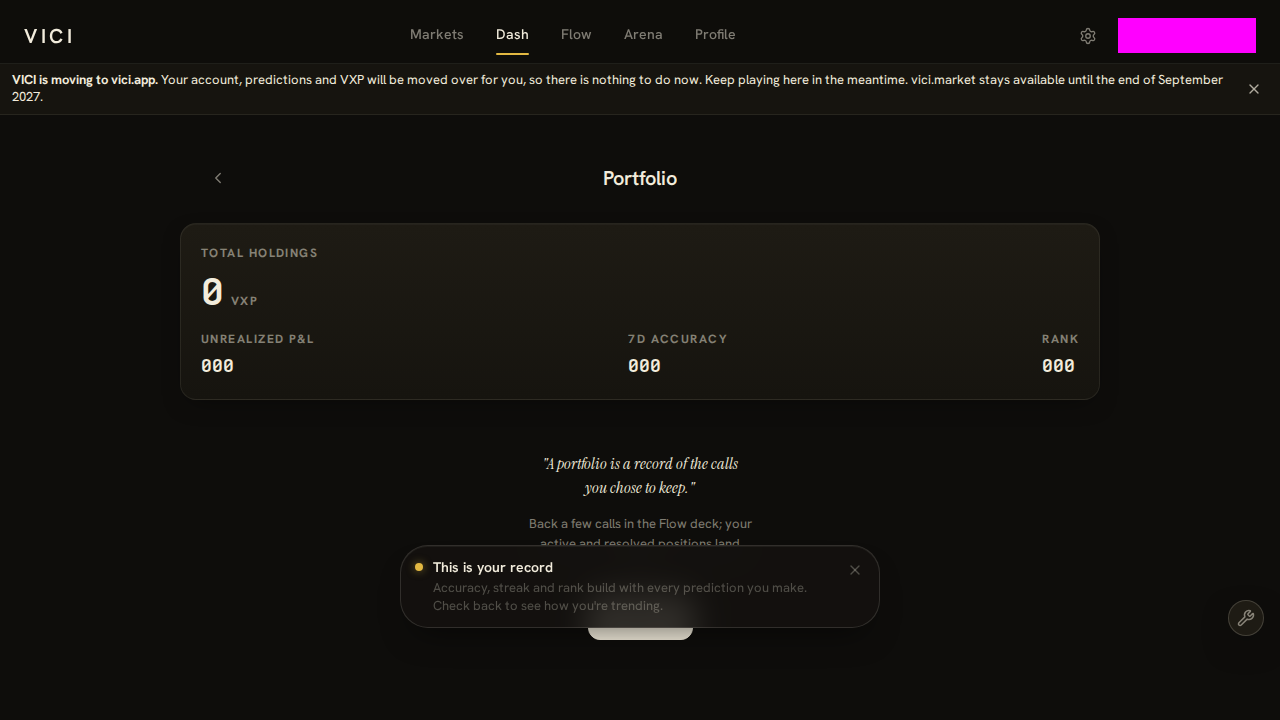 VICI
Markets Dash Flow Arena Profile
VICI is moving to vici.app. Your account, predictions and VXP will be moved over for you, so there is nothing to do now. Keep playing here in the meantime. vici.market stays available until the end of September
2027.
Portfolio
TOTAL HOLDINGS
0 VXP
UNREALIZED P&L 7D ACCURACY RANK
000 000 000
"A portfolio is a record of the calls
you chose to keep."
Back a few calls in the Flow deck; your
active and resolved positions land
This is your record
Accuracy, streak and rank build with every prediction you make.
Check back to see how you're trending.